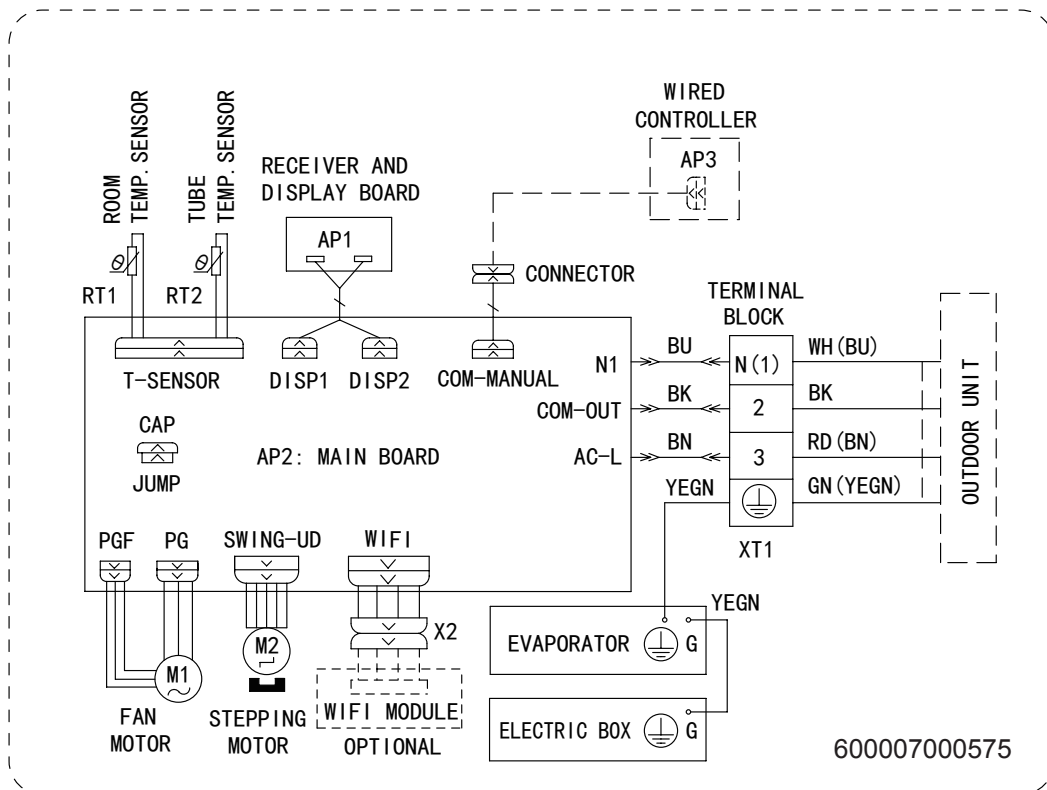 WIRED
CONTROLLER
AP3
ROOM
TEMP. SENSOR
TUBE
TEMP. SENSOR
RECEIVER AND
DISPLAY BOARD
AP1
θ
θ
RT1
RT2
CONNECTOR
TERMINAL
BLOCK
T-SENSOR
DISP1
DISP2
COM-MANUAL
N1
BU
N(1)
WH(BU)
COM-OUT
BK
2
BK
CAP
JUMP
AP2: MAIN BOARD
AC-L
BN
3
RD(BN)
YEGN
GN(YEGN)
XT1
OUTDOOR UNIT
PGF
PG
SWING-UD
WIFI
X2
M1
M2
FAN
MOTOR
STEPPING
MOTOR
WIFI MODULE
OPTIONAL
YEGN
EVAPORATOR
G
ELECTRIC BOX
G
600007000575